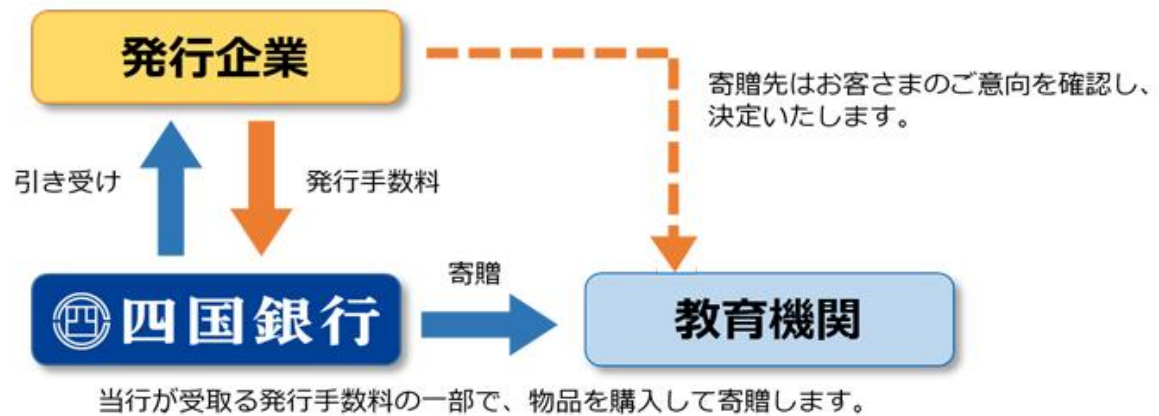 発行企業
寄贈先はお客さまのご意向を確認し、
決定いたします。
引き受け
発行手数料
寄贈
四 四国銀行
教育機関
当行が受取る発行手数料の一部で、物品を購入して寄贈します。